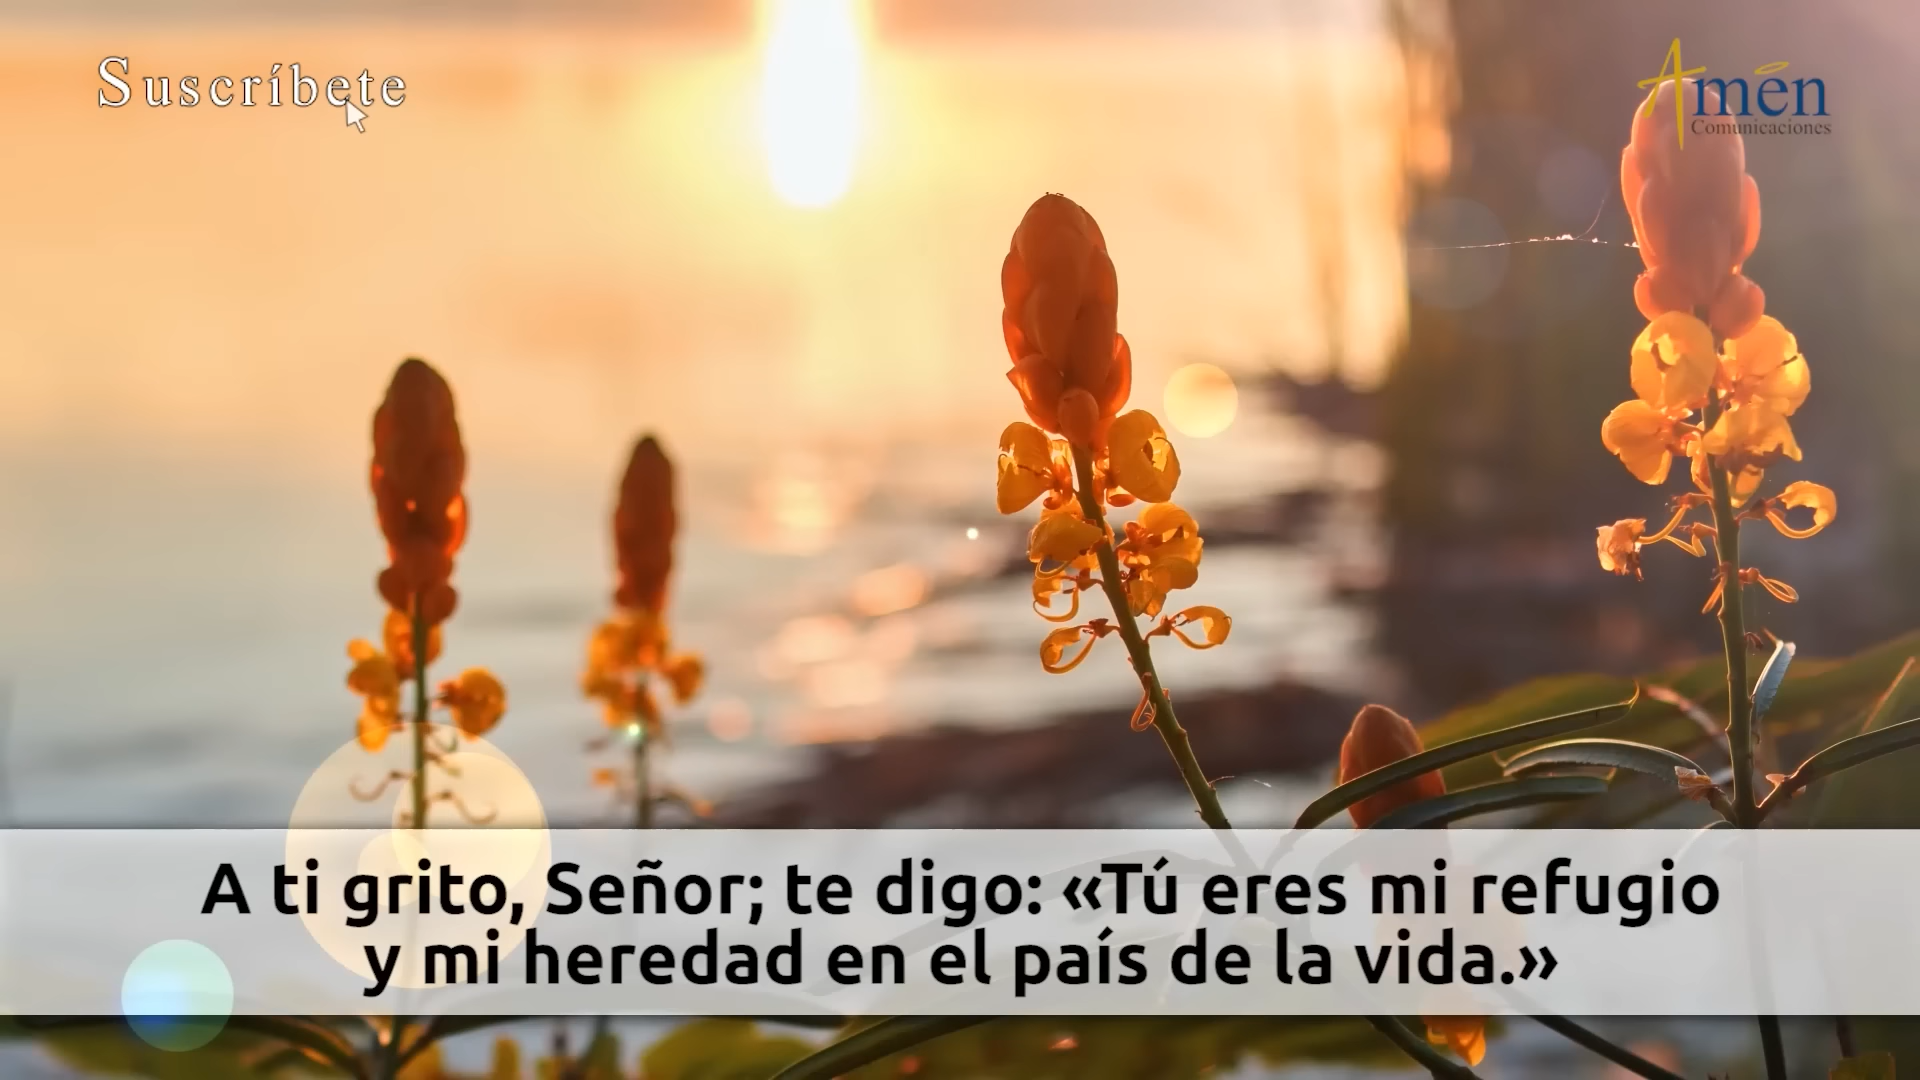 Suscríbete
Amén
Comunicaciones
A ti grito, Señor; te digo: «Tú eres mi refugio
y mi heredad en el país de la vida.»